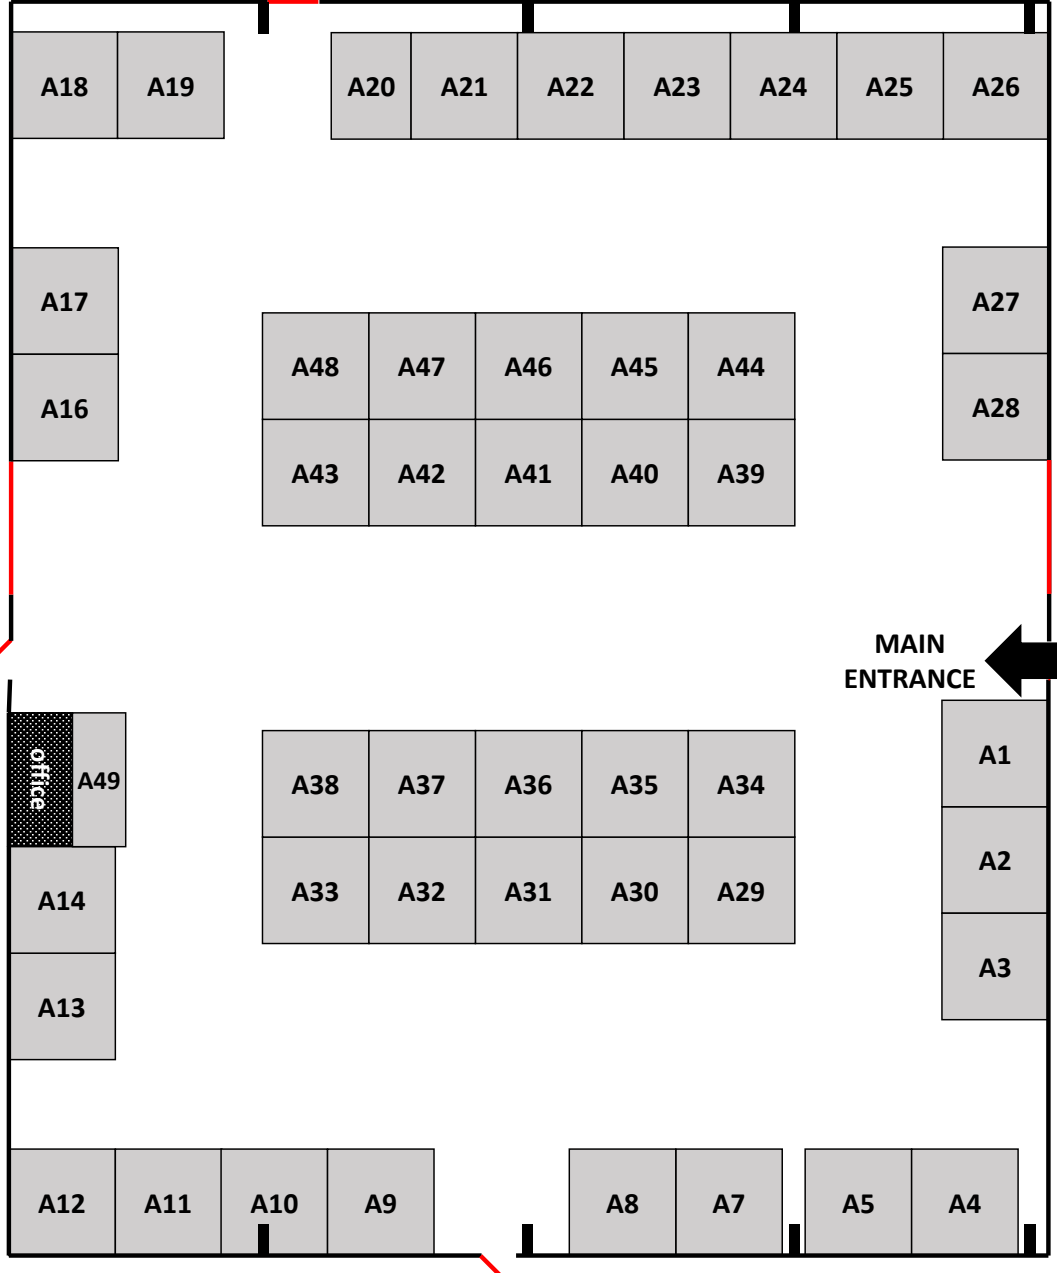 A18 A19 A20 A21 A22 A23 A24 A25 A26
A17 A27
A48 A47 A46 A45 A44
A16 A28
A43 A42 A41 A40 A39
MAIN
ENTRANCE
A1
office A49 A38 A37 A36 A35 A34
A2
A14 A33 A32 A31 A30 A29
A3
A13
A12 A11 A10 A9 A8 A7 A5 A4